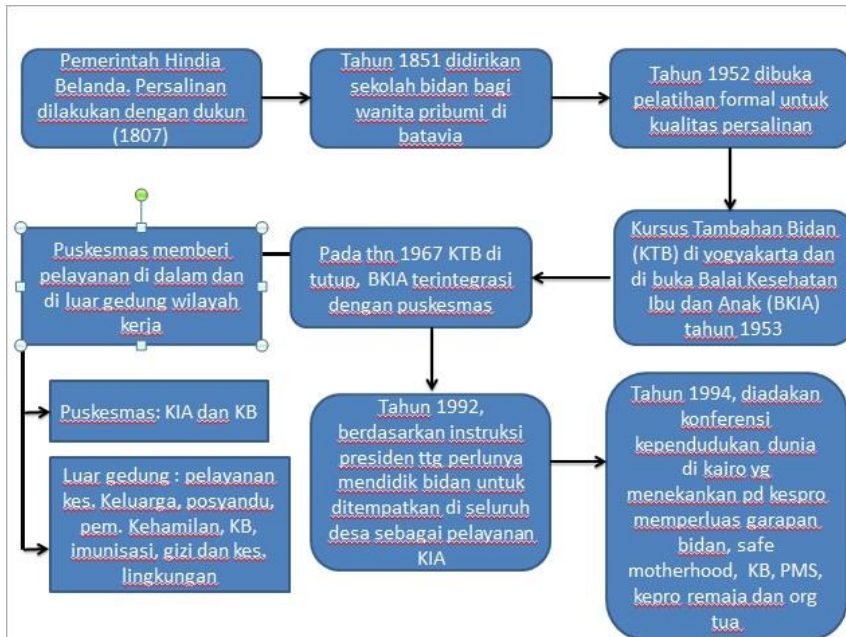 Pemerintah Hindia
Belanda. Persalinan
dilakukan dengan dukun
(1807)
Tahun 1851 didirikan
sekolah bidan bagi
wanita pribumi di
batavia
Tahun 1952 dibuka
pelatihan formal untuk
kualitas persalinan
Kursus Tambahan Bidan
(KTB) di yogyakarta dan
di buka Balai Kesehatan
Ibu dan Anak (BKIA)
tahun 1953
Pada thn 1967 KTB di
tutup, BKIA terintegrasi
dengan puskesmas
Puskesmas memberi
pelayanan di dalam dan
di luar gedung wilayah
kerja
Puskesmas: KIA dan KB
Luar gedung : pelayanan
kes. Keluarga, posyandu,
pem. Kehamilan, KB,
imunisasi, gizi dan kes.
lingkungan
Tahun 1992,
berdasarkan instruksi
presiden ttg perlunya
mendidik bidan untuk
ditempatkan di seluruh
desa sebagai pelayanan
KIA
Tahun 1994, diadakan
konferensi
kependudukan dunia
di kairo yg
menekankan pd kespro
memperluas garapan
bidan, safe
motherhood, KB, PMS,
kepro remaja dan org
tua